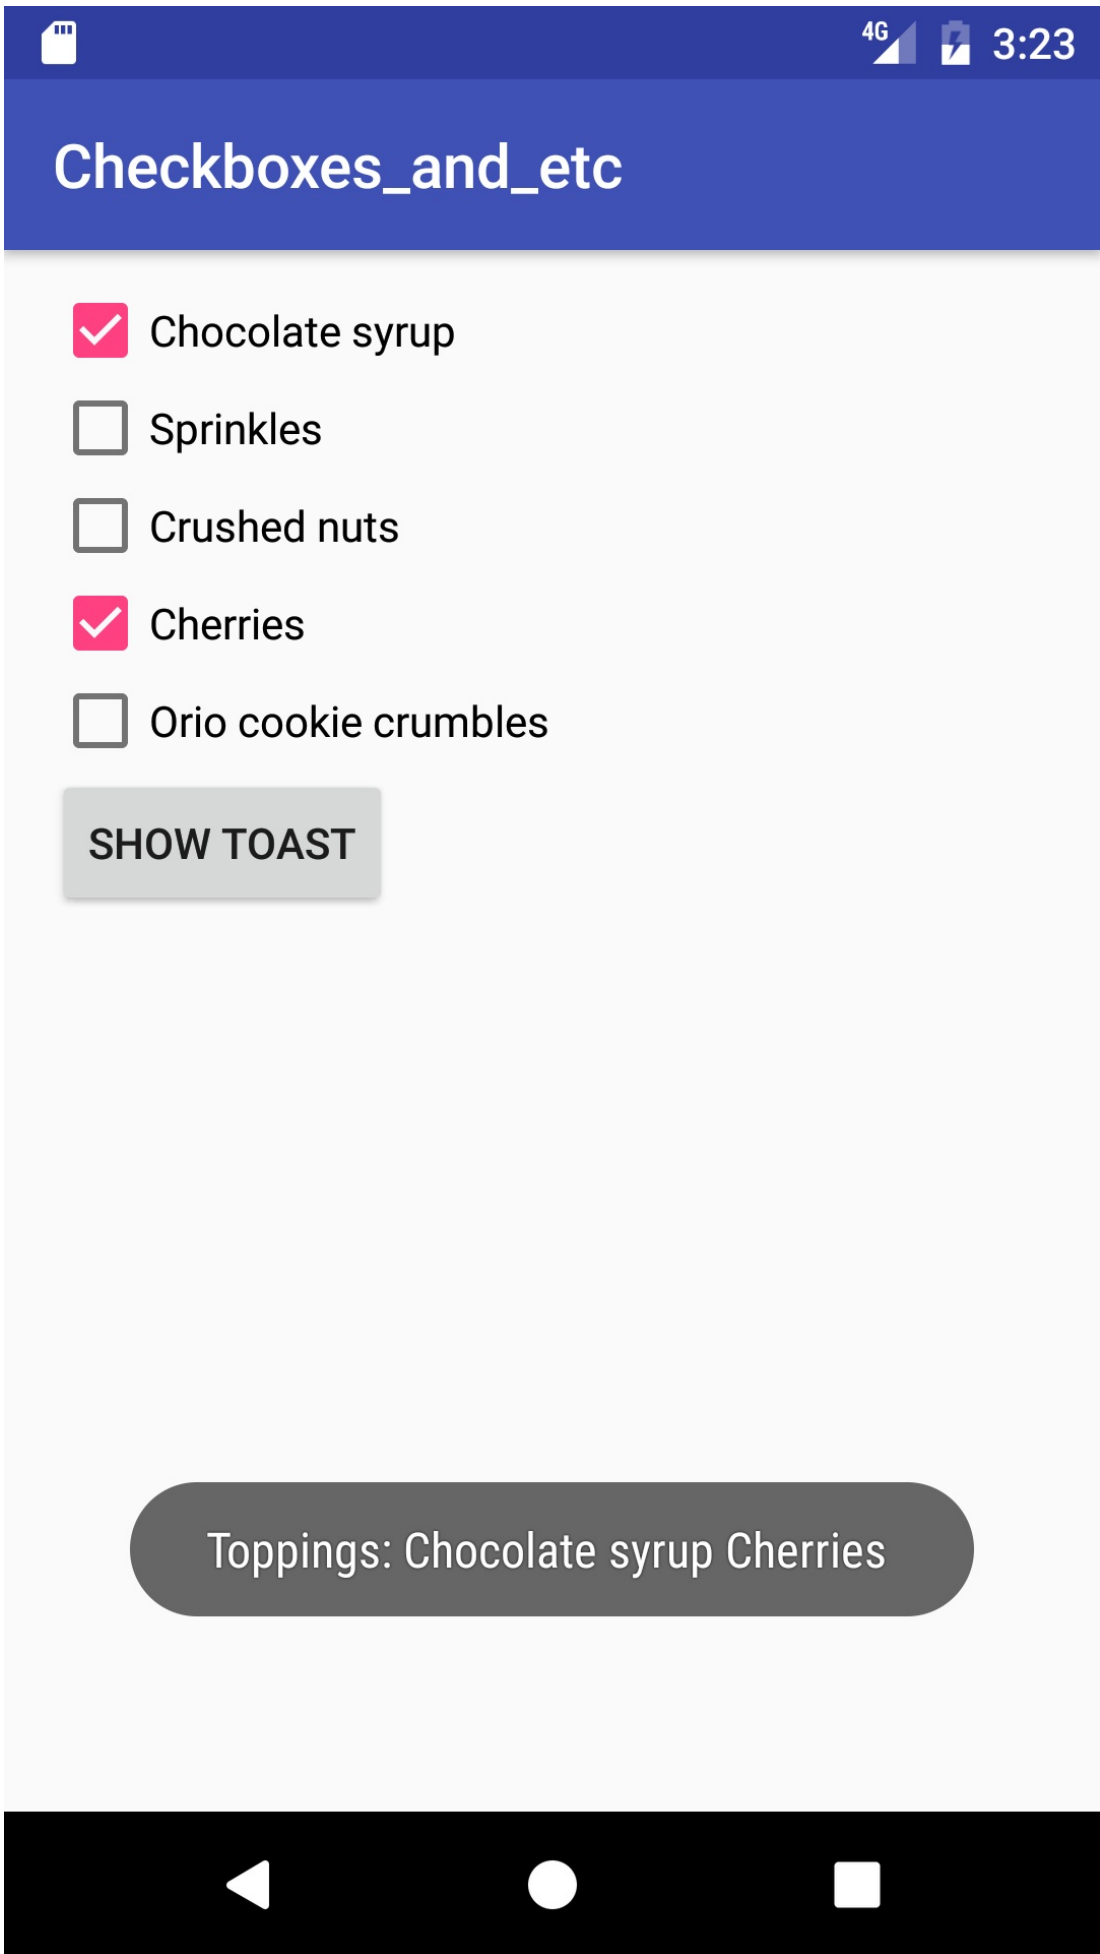 4G 3:23
Checkboxes_and_etc
Chocolate syrup
Sprinkles
Crushed nuts
Cherries
Orio cookie crumbles
SHOW TOAST
Toppings: Chocolate syrup Cherries